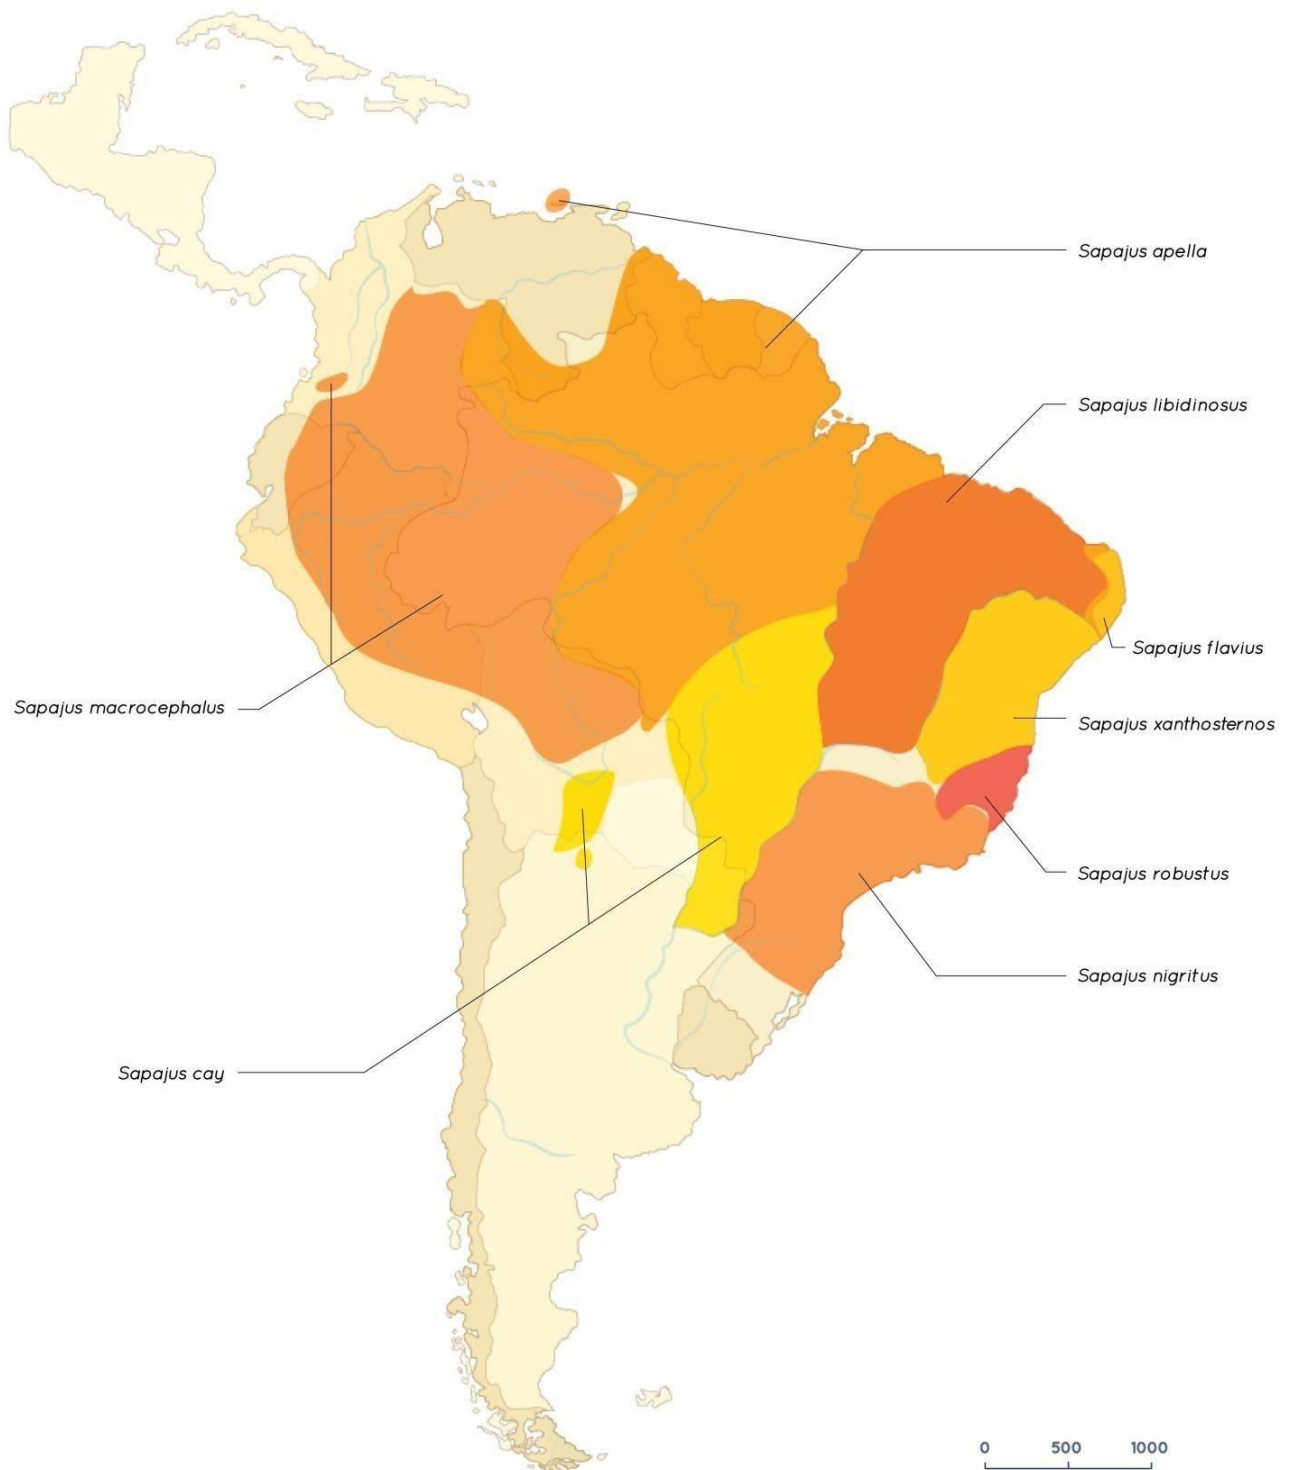 Sapajus apella
Sapajus libidinosus
Sapajus flavius
Sapajus macrocephalus
Sapajus xanthosternos
Sapajus robustus
Sapajus nigritus
Sapajus cay
0 500 1000